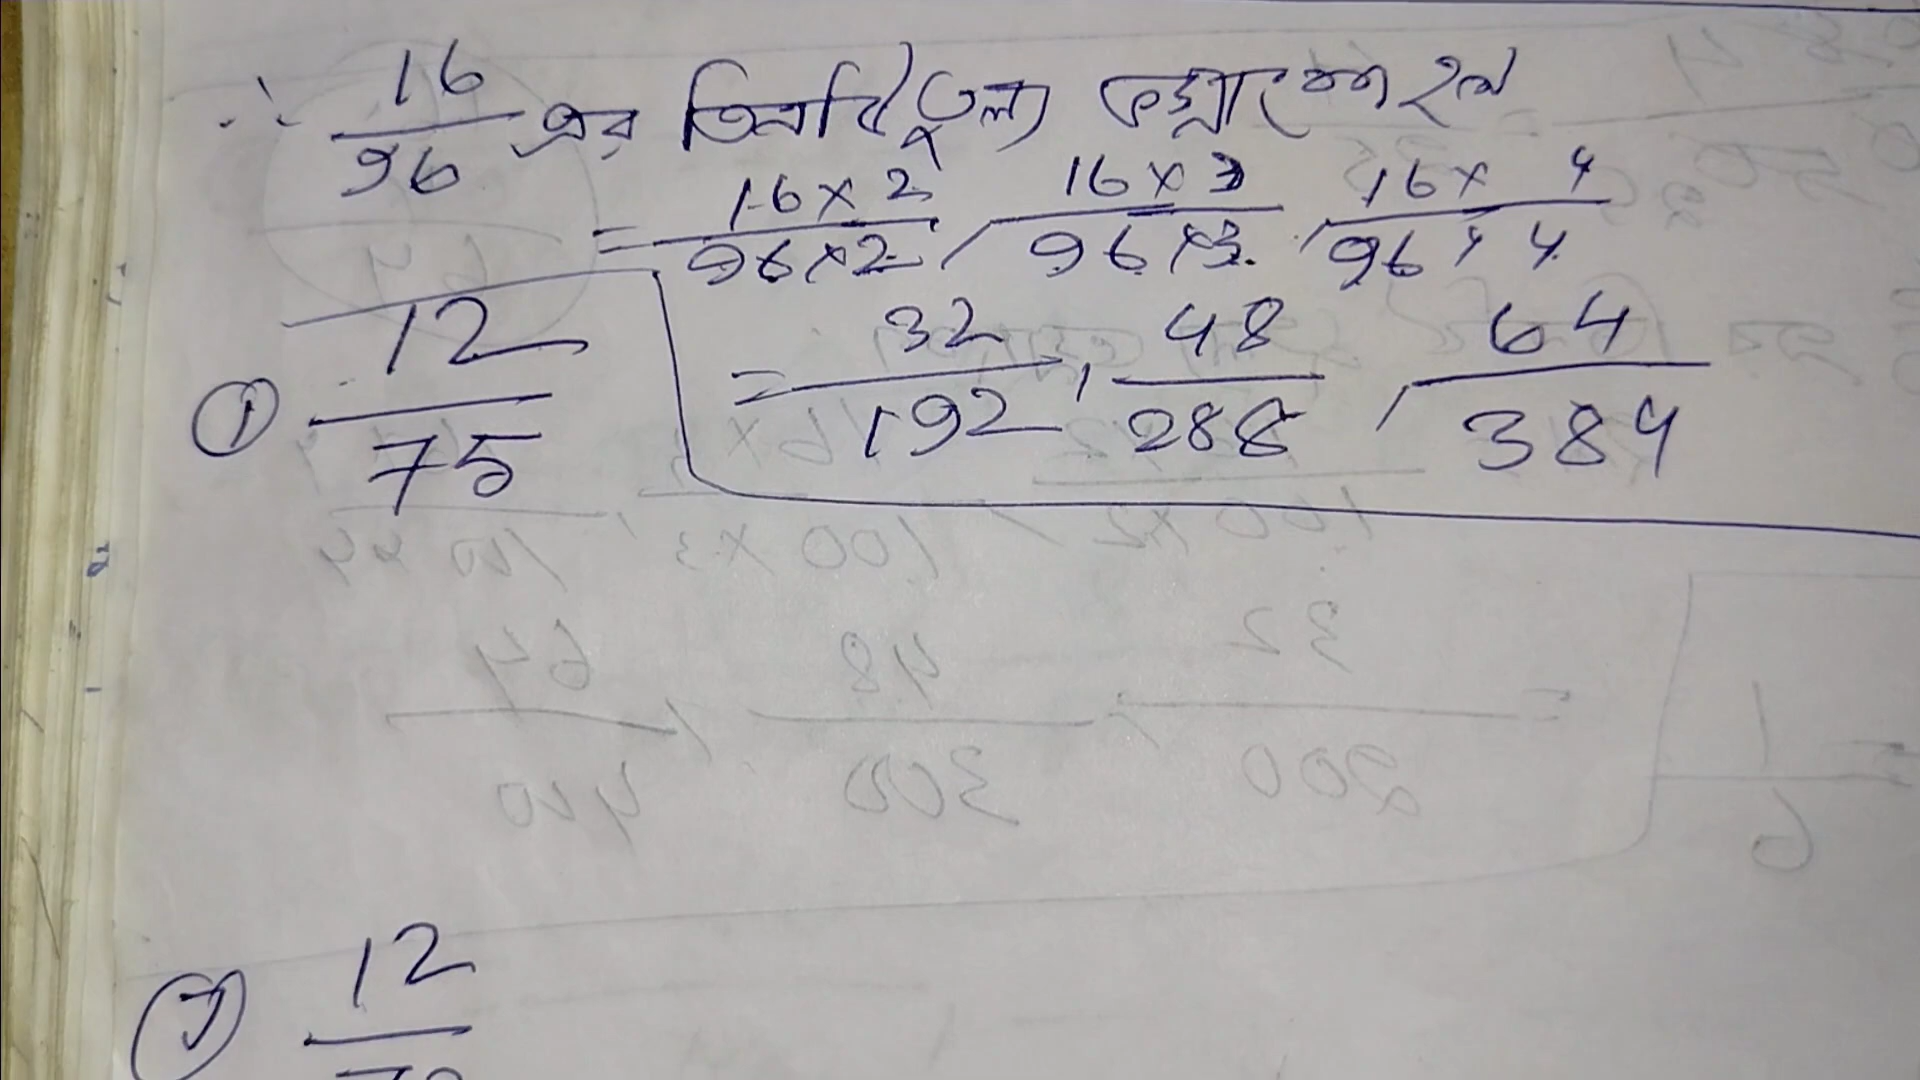 ∴ 16/96 এর তিনটি তুল্য ভগ্নাংশ হল
= 16×2/96×2, 16×3/96×3, 16×4/96×4
① 12/75
= 32/192, 48/288, 64/384
12